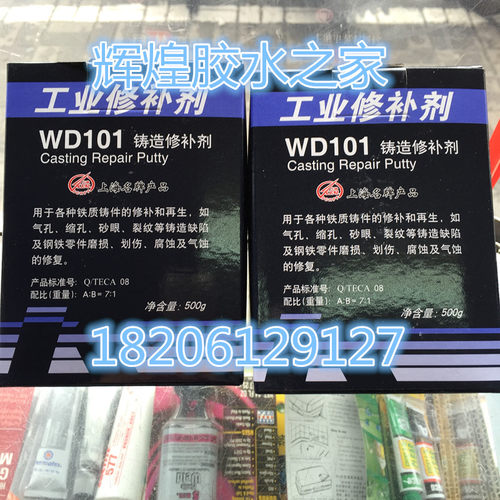 辉煌胶水之家
工业修补剂
WD101 铸造修补剂
Casting Repair Putty
上海名牌产品
用于各种铁质铸件的修补和再生，如
气孔、缩孔、砂眼、裂纹等铸造缺陷
及钢铁零件磨损、划伤、腐蚀及气蚀
的修复。
产品标准号：Q/TECA 08
配比(重量)：A:B= 7:1
净含量：500g
工业修补剂
WD101 铸造修补剂
Casting Repair Putty
上海名牌产品
用于各种铁质铸件的修补和再生，如
气孔、缩孔、砂眼、裂纹等铸造缺陷
及钢铁零件磨损、划伤、腐蚀及气蚀
的修复。
产品标准号：Q/TECA 08
配比(重量)：A:B= 7:1
净含量：500g
18206129127